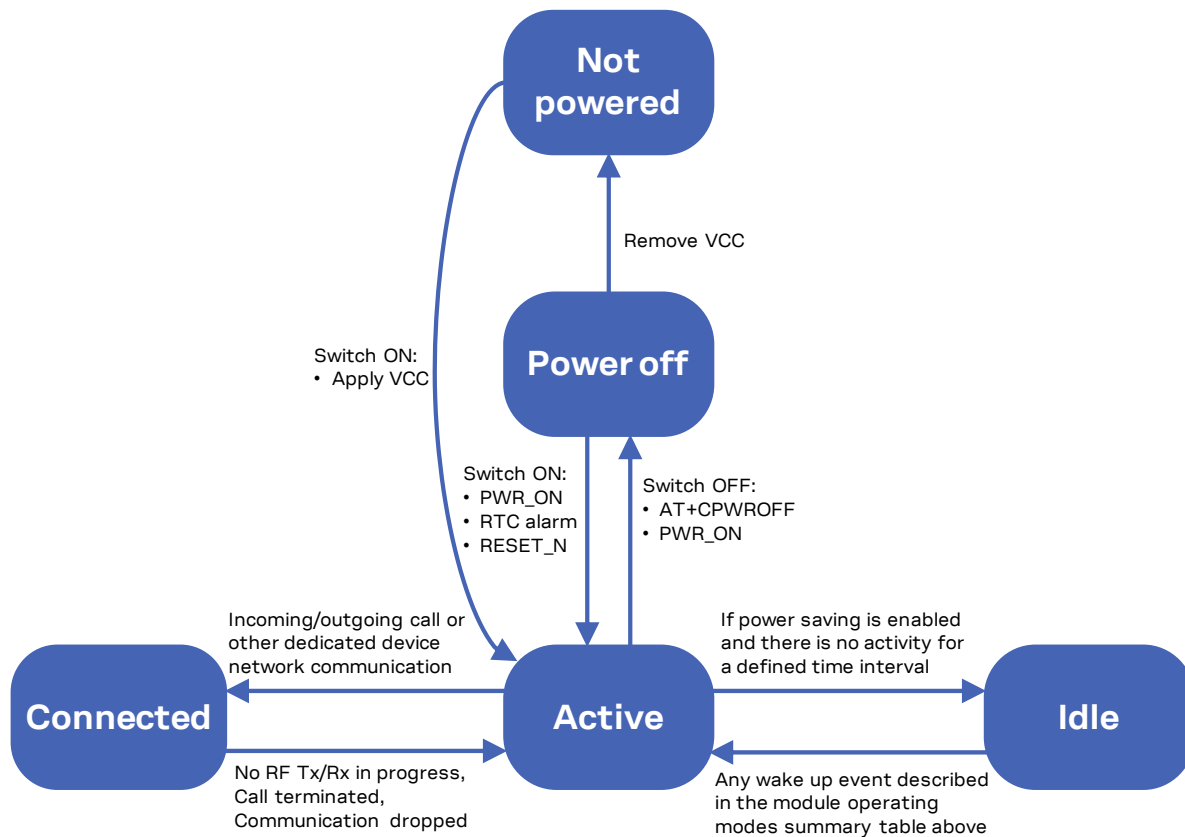 Not
powered
Remove VCC
Switch ON:
• Apply VCC
Power off
Switch ON:
• PWR_ON
• RTC alarm
• RESET_N
Switch OFF:
• AT+CPWROFF
• PWR_ON
Incoming/outgoing call or
other dedicated device
network communication
If power saving is enabled
and there is no activity for
a defined time interval
Connected
Active
Idle
No RF Tx/Rx in progress,
Call terminated,
Communication dropped
Any wake up event described
in the module operating
modes summary table above